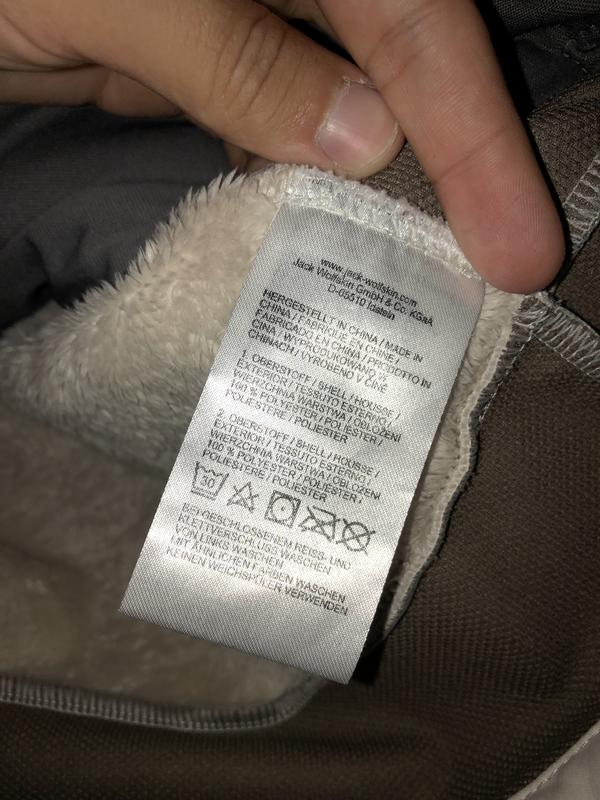 www.jack-wolfskin.com
Jack Wolfskin GmbH & Co. KGaA
D-65510 Idstein
HERGESTELLT IN CHINA / MADE IN
CHINA / FABRIQUE EN CHINE /
FABRICADO EN CHINA / PRODOTTO IN
CINA / WYPRODUKOWANO W
CHINACH / VYROBENO V ČÍNĚ
1. OBERSTOFF / SHELL / HOUSSE /
EXTERIOR / TESSUTO ESTERNO /
WIERZCHNIA WARSTWA / OBLOŽENÍ
100 % POLYESTER / POLIESTER /
POLIESTERE / POLIESTER
2. OBERSTOFF / SHELL / HOUSSE /
EXTERIOR / TESSUTO ESTERNO /
WIERZCHNIA WARSTWA / OBLOŽENÍ
100 % POLYESTER / POLIESTER /
POLIESTERE / POLIESTER
30
BEI GESCHLOSSENEM REISS- UND
KLETTVERSCHLUSS WASCHEN
VON LINKS WASCHEN
MIT ÄHNLICHEN FARBEN WASCHEN
KEINEN WEICHSPÜLER VERWENDEN